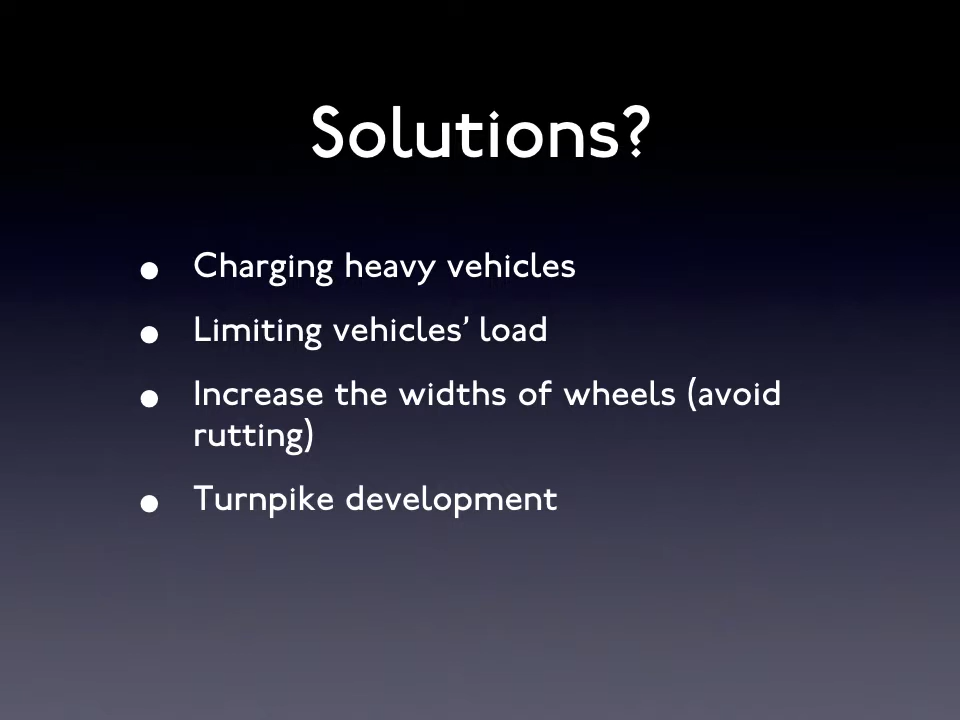 Solutions?
• Charging heavy vehicles
• Limiting vehicles’ load
• Increase the widths of wheels (avoid
rutting)
• Turnpike development